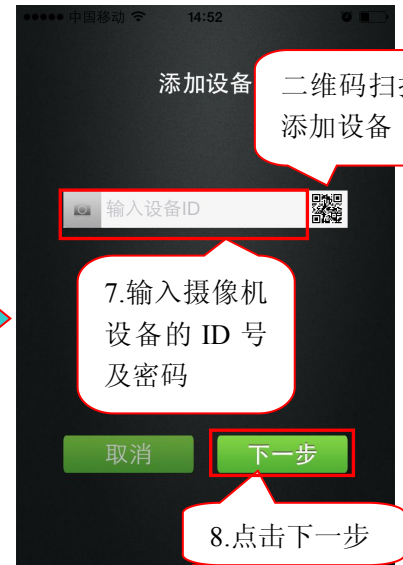 中国移动 14:52
添加设备
二维码扫
添加设备
输入设备ID
7.输入摄像机
设备的 ID 号
及密码
取消 下一步
8.点击下一步